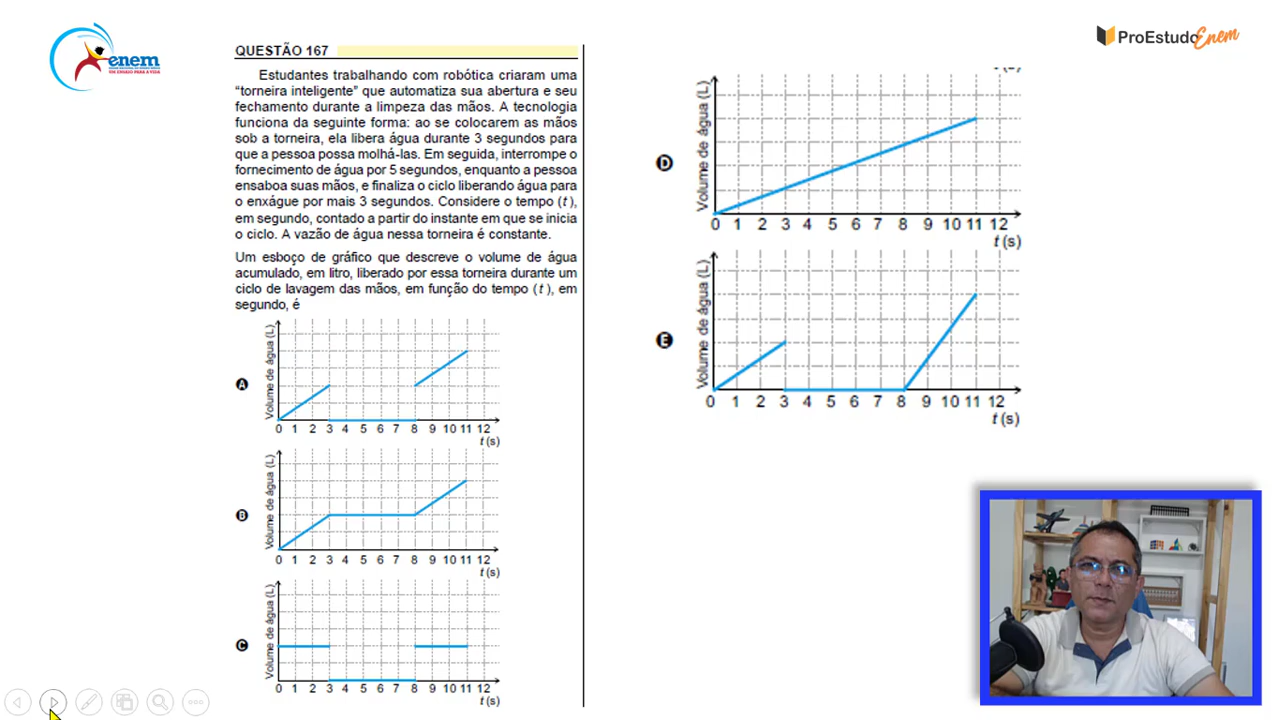 enem
UM ENSAIO PARA A VIDA
ProEstudoEnem
QUESTÃO 167
Estudantes trabalhando com robótica criaram uma
“torneira inteligente” que automatiza sua abertura e seu
fechamento durante a limpeza das mãos. A tecnologia
funciona da seguinte forma: ao se colocarem as mãos
sob a torneira, ela libera água durante 3 segundos para
que a pessoa possa molhá-las. Em seguida, interrompe o
fornecimento de água por 5 segundos, enquanto a pessoa
ensaboa suas mãos, e finaliza o ciclo liberando água para
o enxágue por mais 3 segundos. Considere o tempo (t),
em segundo, contado a partir do instante em que se inicia
o ciclo. A vazão de água nessa torneira é constante.
Um esboço de gráfico que descreve o volume de água
acumulado, em litro, liberado por essa torneira durante um
ciclo de lavagem das mãos, em função do tempo (t), em
segundo, é
A
Volume de água (L)
0 1 2 3 4 5 6 7 8 9 10 11 12
t (s)
B
Volume de água (L)
0 1 2 3 4 5 6 7 8 9 10 11 12
t (s)
C
Volume de água (L)
0 1 2 3 4 5 6 7 8 9 10 11 12
t (s)
D
Volume de água (L)
0 1 2 3 4 5 6 7 8 9 10 11 12
t (s)
E
Volume de água (L)
0 1 2 3 4 5 6 7 8 9 10 11 12
t (s)